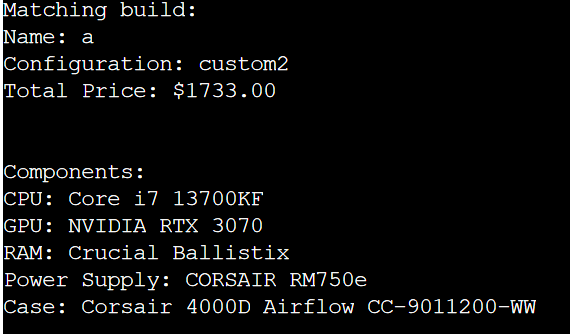 Matching build:
Name: a
Configuration: custom2
Total Price: $1733.00
Components:
CPU: Core i7 13700KF
GPU: NVIDIA RTX 3070
RAM: Crucial Ballistix
Power Supply: CORSAIR RM750e
Case: Corsair 4000D Airflow CC-9011200-WW